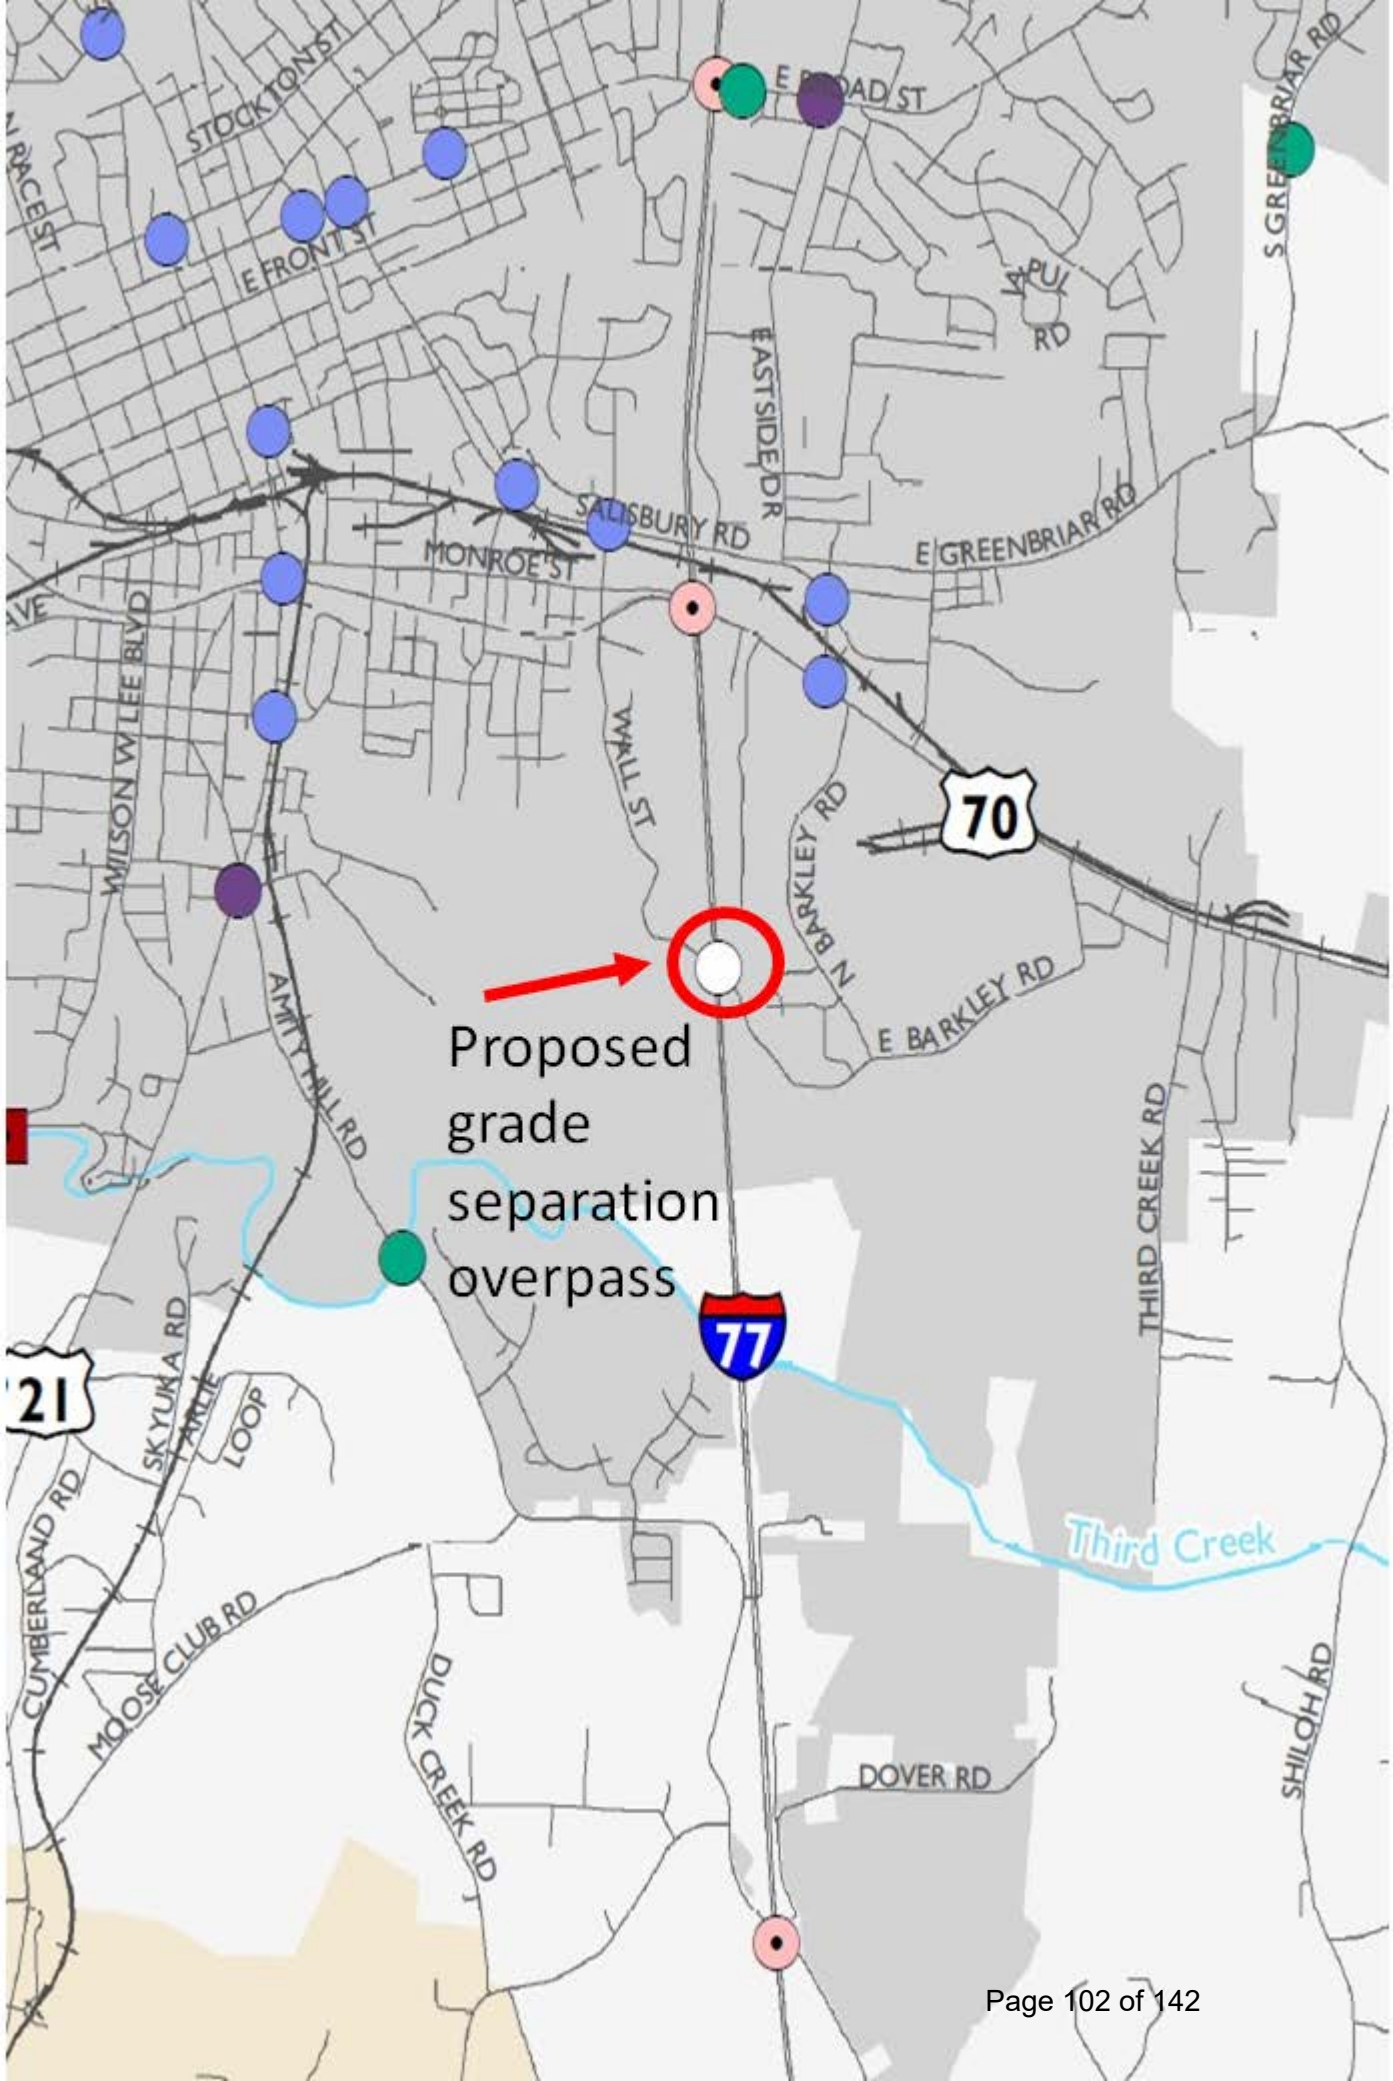 STOCKTON ST
E BROAD ST
S GREENBRIAR RD
N RACE ST
E FRONT ST
RD
EASTSIDE DR
SALISBURY RD
E GREENBRIAR RD
MONROE ST
WILSON W LEE BLVD
WALL ST
70
N BARKLEY RD
E BARKLEY RD
AMITY HILL RD
Proposed
grade
separation
overpass
THIRD CREEK RD
77
21
SKYUKA RD
ARLIE
LOOP
CUMBERLAND RD
Third Creek
MOOSE CLUB RD
DUCK CREEK RD
SHILOH RD
DOVER RD
Page 102 of 142